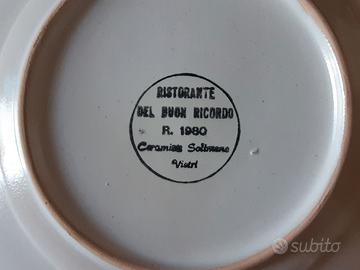 RISTORANTE
DEL BUON RICORDO
R. 1980
Ceramica Solimene
Vietri
subito